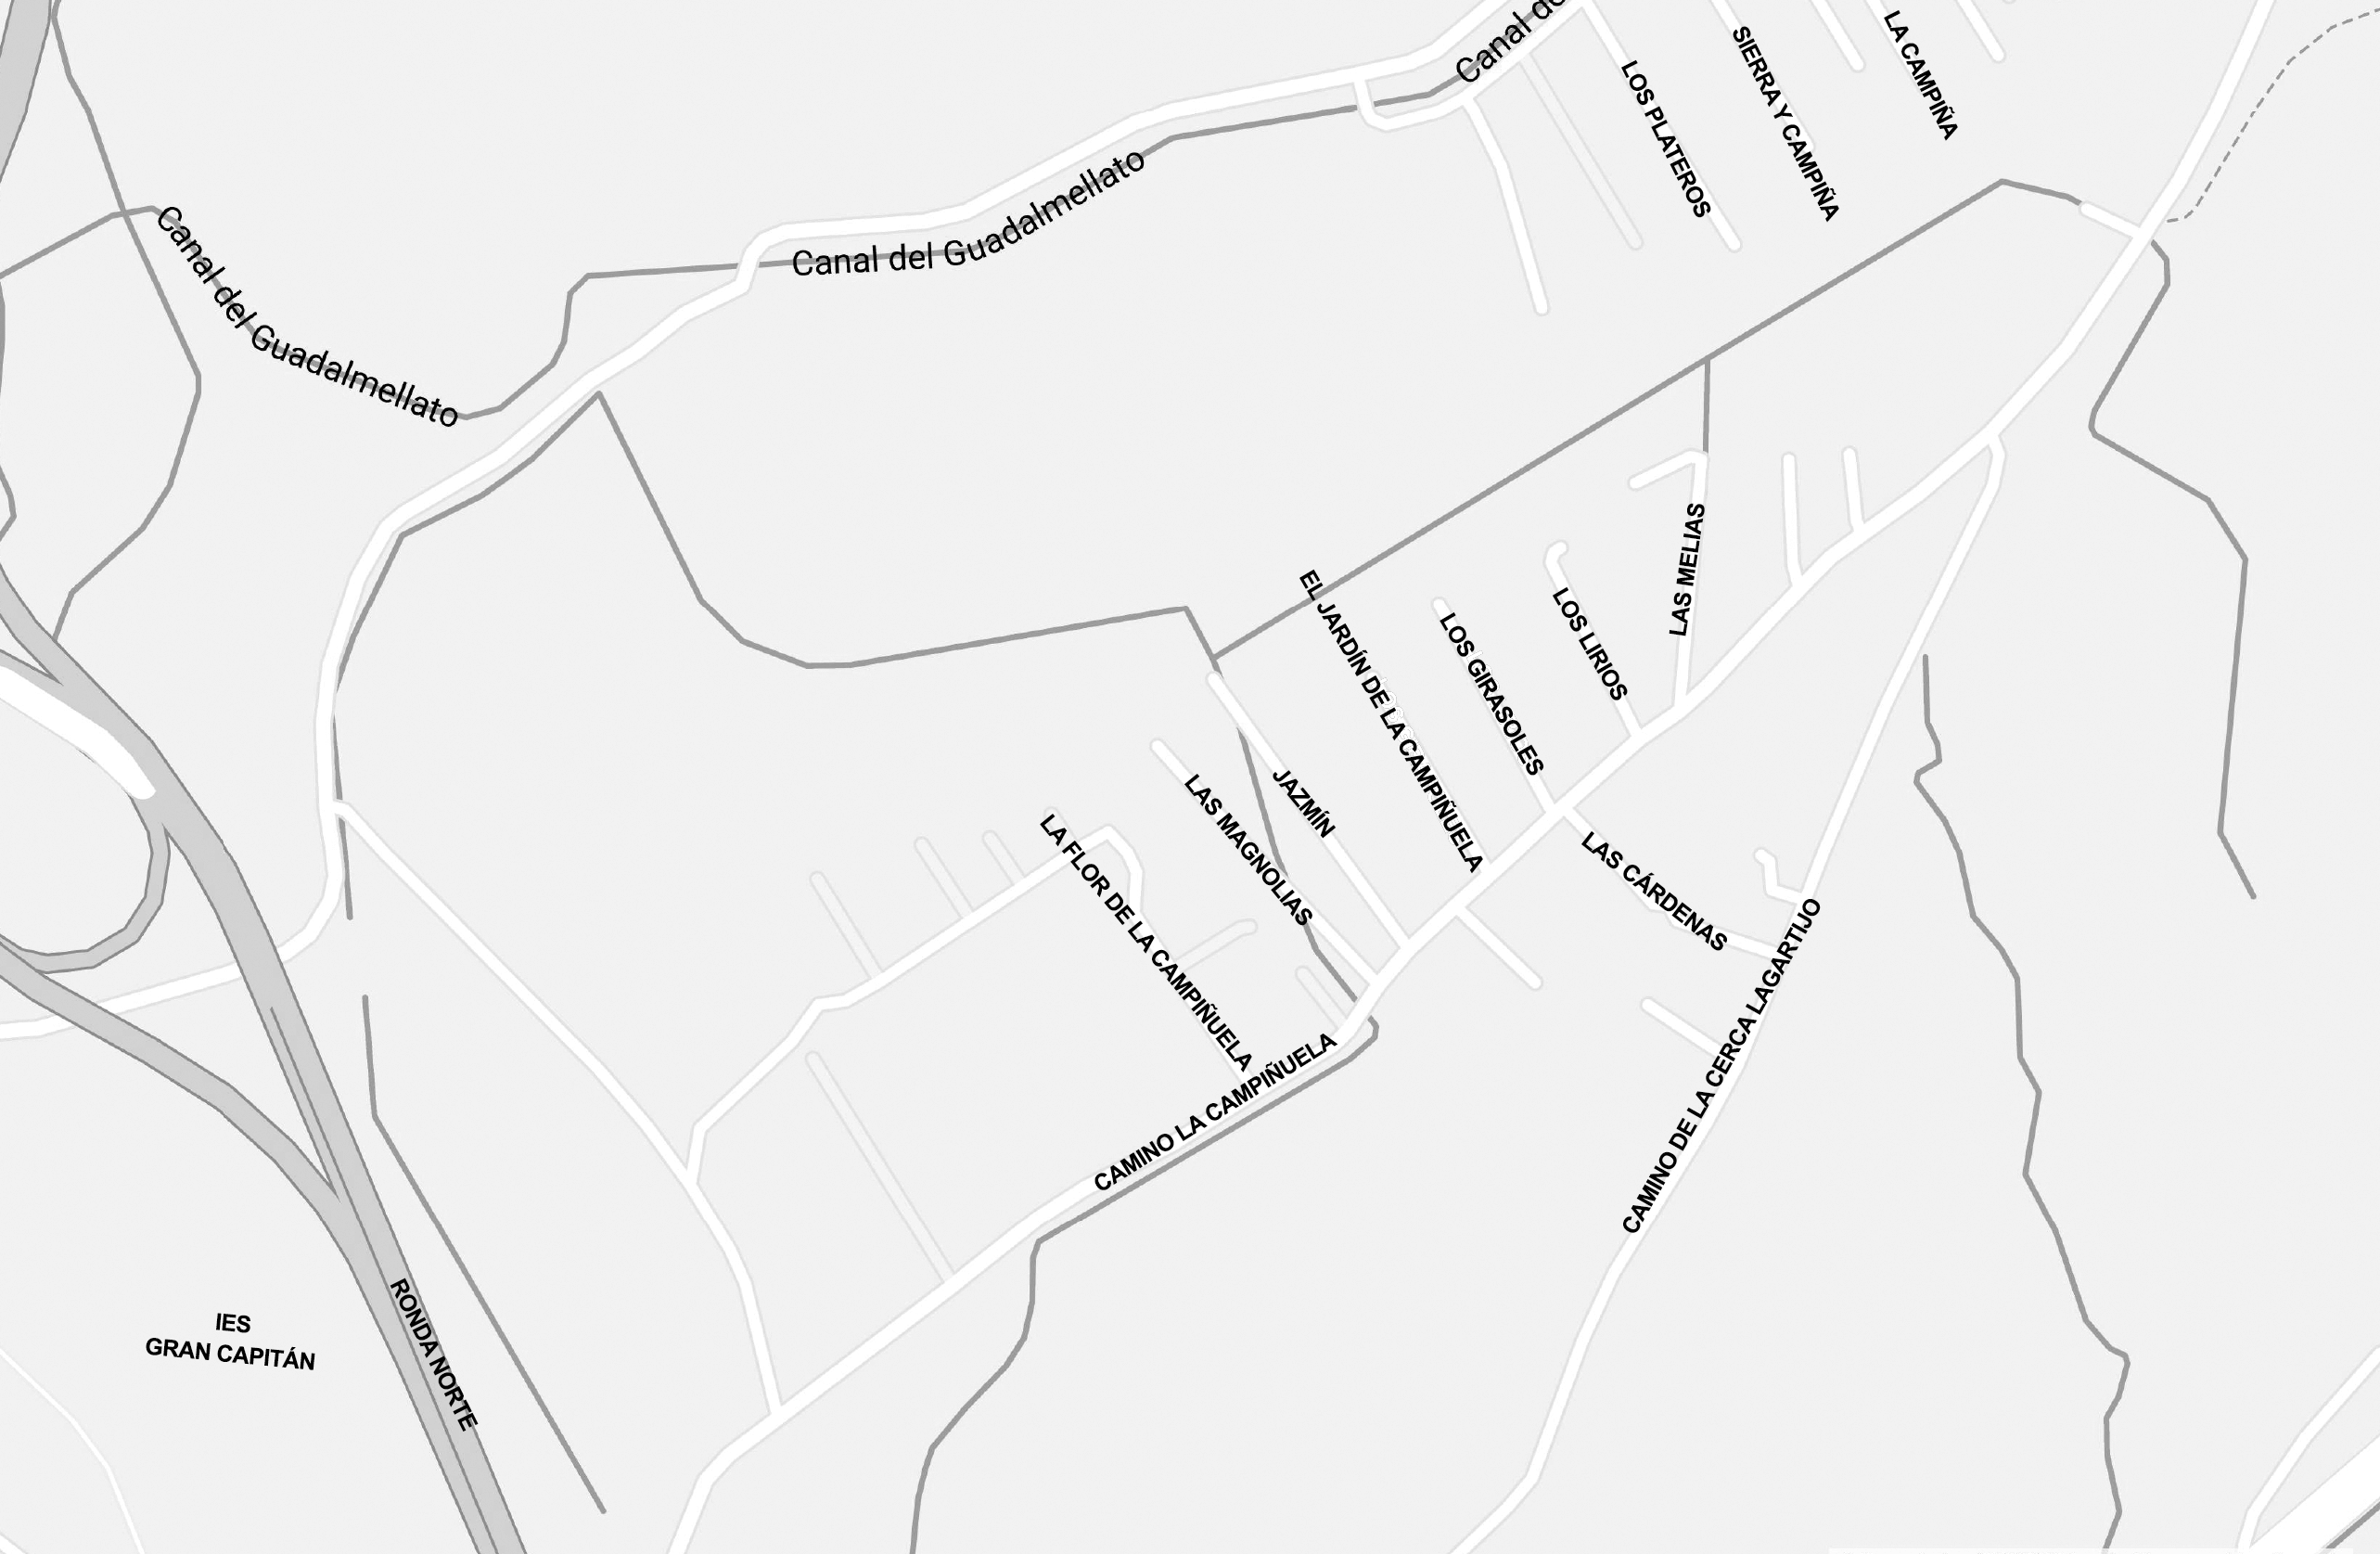 Canal de
LOS PLATEROS
SIERRA Y CAMPIÑA
LA CAMPIÑA
Canal del Guadalmellato
Canal del Guadalmellato
LAS MELIAS
EL JARDÍN DE LA CAMPIÑUELA
LOS GIRASOLES
LOS LIRIOS
LAS MAGNOLIAS
JAZMÍN
LA FLOR DE LA CAMPIÑUELA
LAS CÁRDENAS
CAMINO DE LA CERCA LAGARTIJO
CAMINO LA CAMPIÑUELA
RONDA NORTE
IES
GRAN CAPITÁN